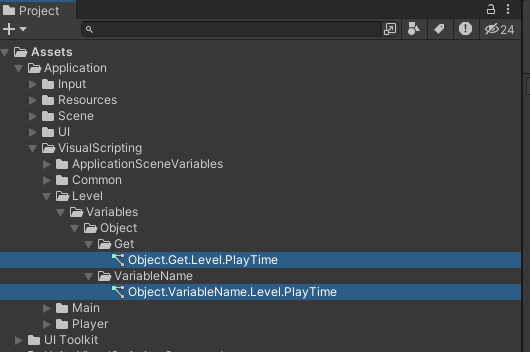 Project
24
Assets
Application
Input
Resources
Scene
UI
VisualScripting
ApplicationSceneVariables
Common
Level
Variables
Object
Get
Object.Get.Level.PlayTime
VariableName
Object.VariableName.Level.PlayTime
Main
Player
UI Toolkit